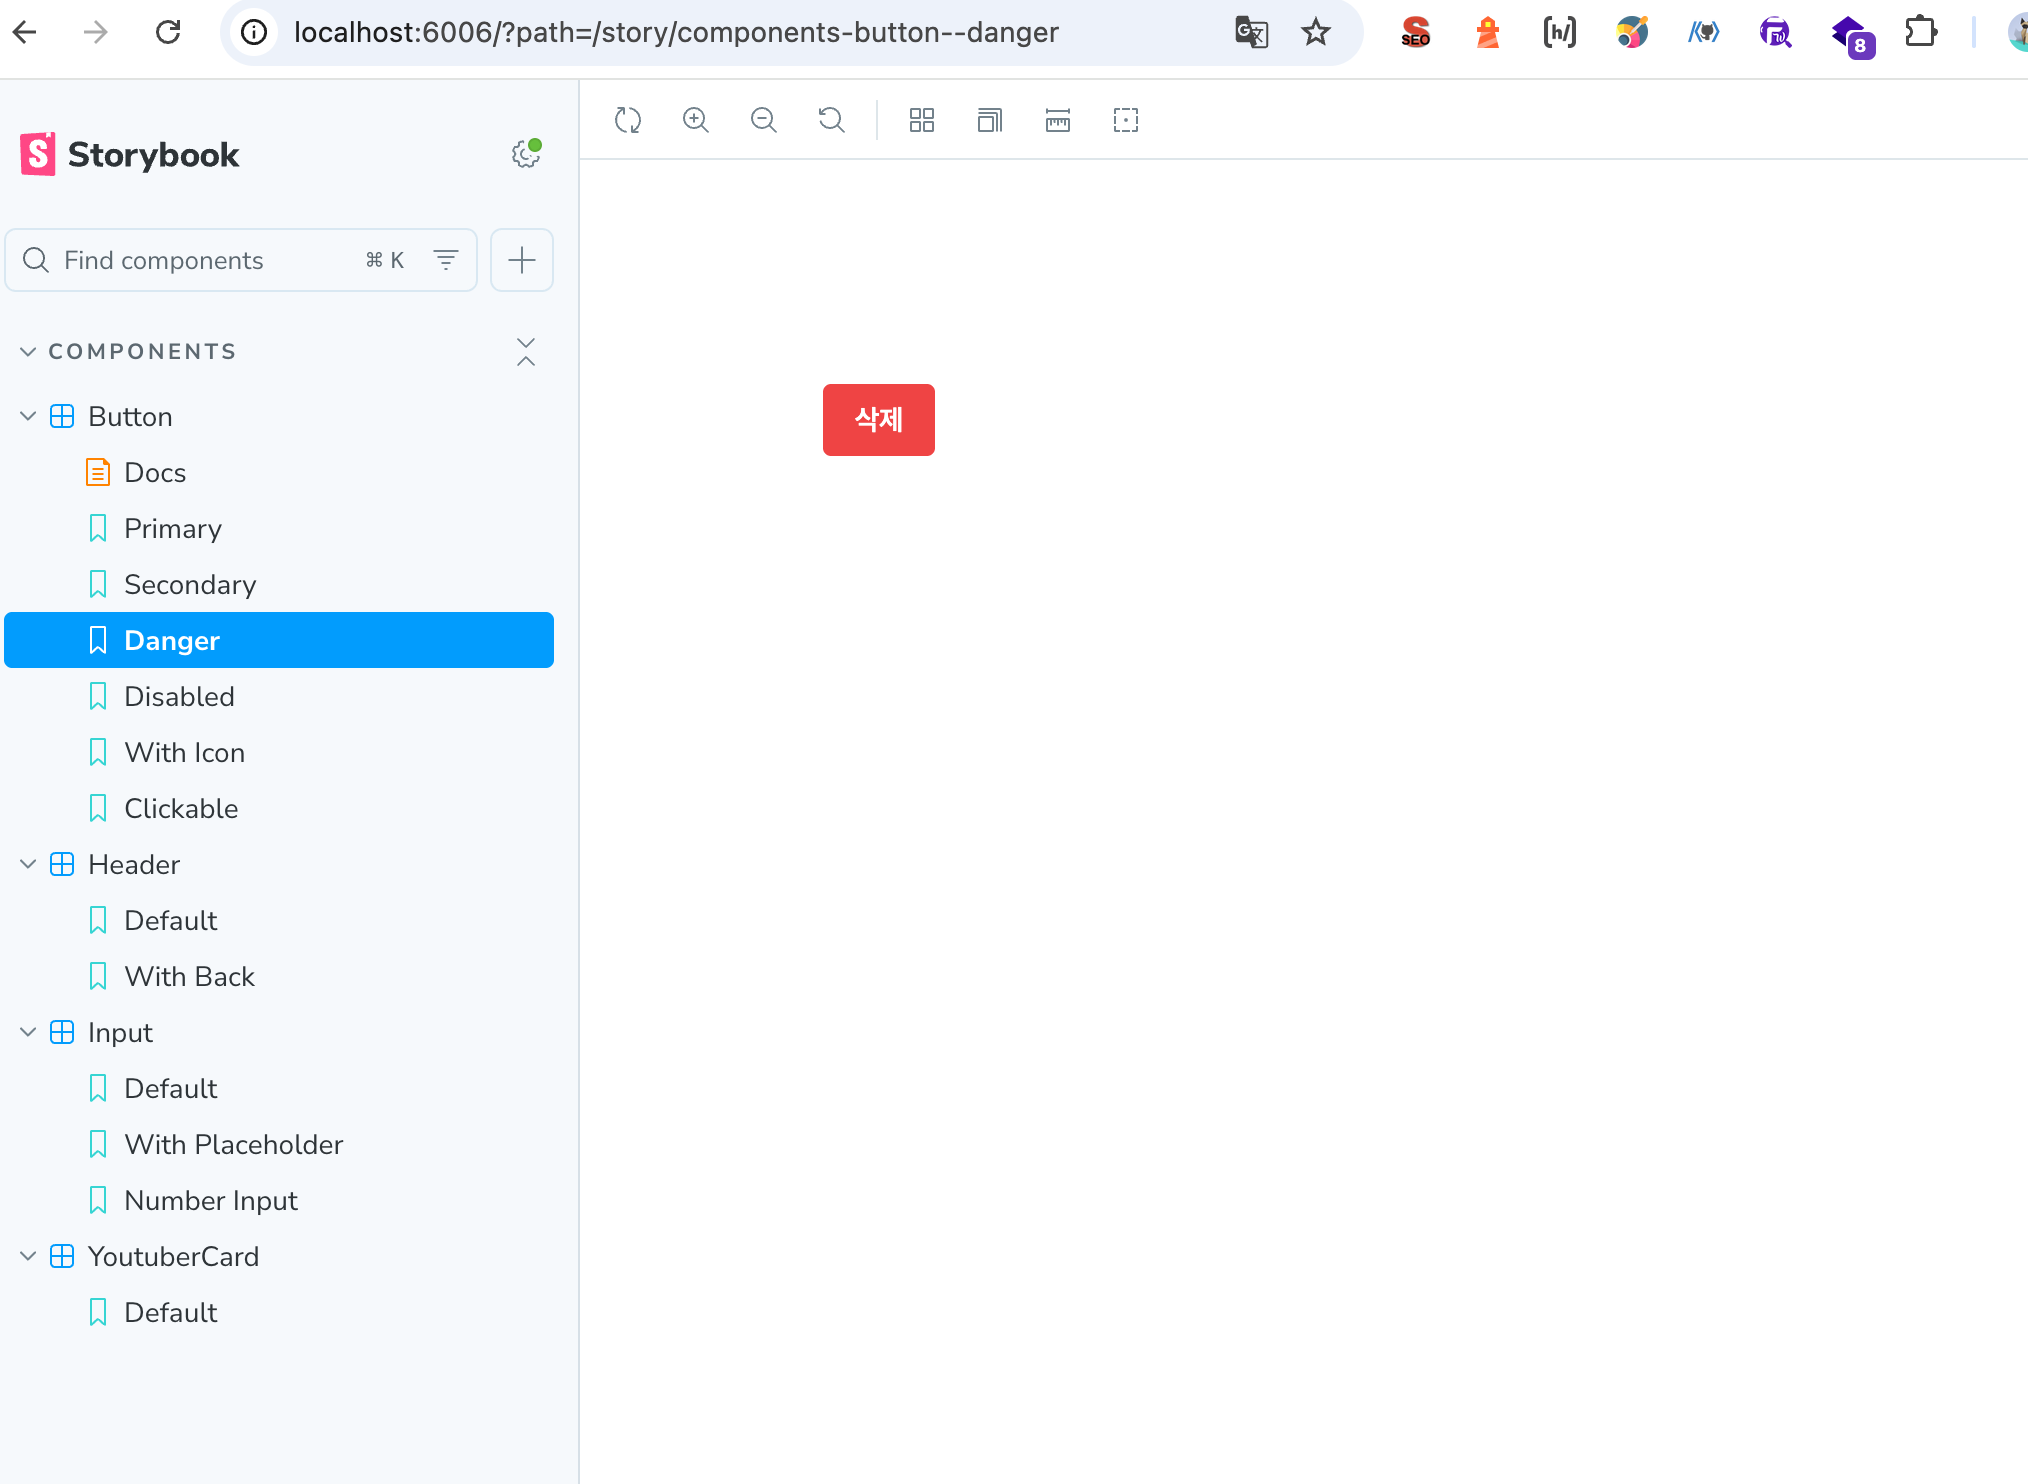 localhost:6006/?path=/story/components-button--danger
SEO
[h/]
8
S Storybook
Find components ⌘ K
COMPONENTS
Button
Docs
Primary
Secondary
Danger
Disabled
With Icon
Clickable
Header
Default
With Back
Input
Default
With Placeholder
Number Input
YoutuberCard
Default
삭제